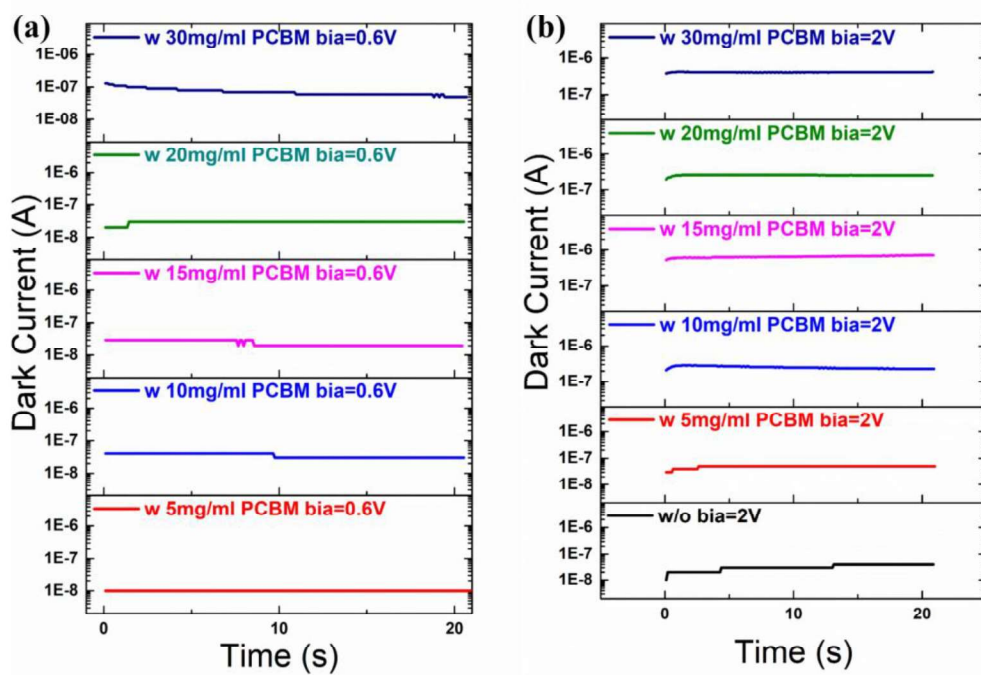 (a)
w 30mg/ml PCBM bia=0.6V
1E-06
1E-07
1E-08
w 20mg/ml PCBM bia=0.6V
1E-6
1E-7
1E-8
w 15mg/ml PCBM bia=0.6V
1E-6
1E-7
1E-8
w 10mg/ml PCBM bia=0.6V
1E-6
1E-7
1E-8
w 5mg/ml PCBM bia=0.6V
1E-6
1E-7
1E-8
0 10 20
Time (s)
Dark Current (A)
(b)
w 30mg/ml PCBM bia=2V
1E-6
1E-7
w 20mg/ml PCBM bia=2V
1E-6
1E-7
w 15mg/ml PCBM bia=2V
1E-6
1E-7
w 10mg/ml PCBM bia=2V
1E-6
1E-7
w 5mg/ml PCBM bia=2V
1E-6
1E-7
1E-8
w/o bia=2V
1E-6
1E-7
1E-8
0 10 20
Time (s)
Dark Current (A)